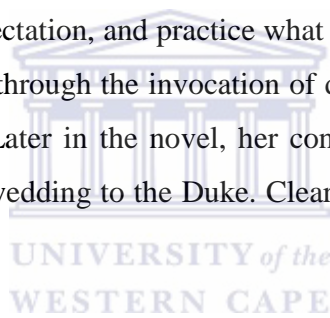 ectation, and practice what
through the invocation of
Later in the novel, her con
wedding to the Duke. Clear
UNIVERSITY of the
WESTERN CAPE